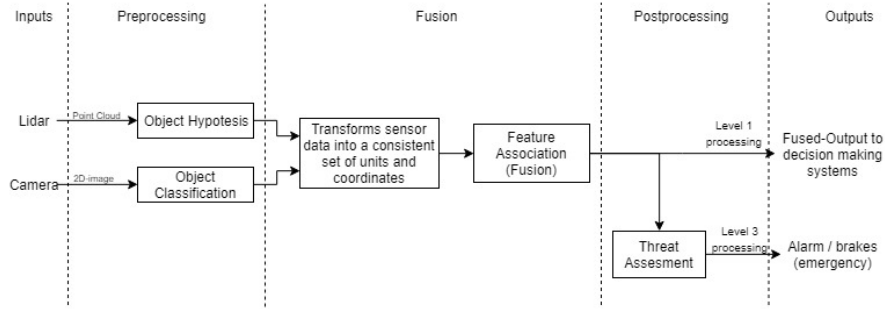 Inputs
Preprocessing
Fusion
Postprocessing
Outputs
Lidar
Point Cloud
Object Hypotesis
Camera
2D-image
Object
Classification
Transforms sensor
data into a consistent
set of units and
coordinates
Feature
Association
(Fusion)
Level 1
processing
Fused-Output to
decision making
systems
Threat
Assesment
Level 3
processing
Alarm / brakes
(emergency)